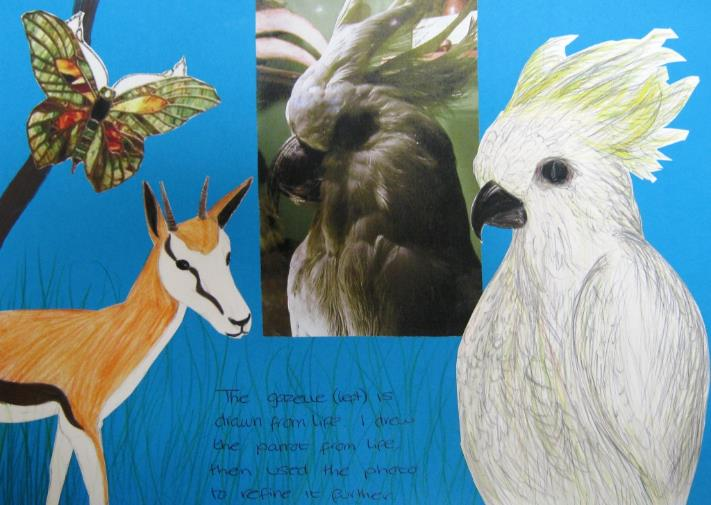 The gazelle (left) is
drawn from life. I drew
the parrot from life,
then used the photo
to refine it further.